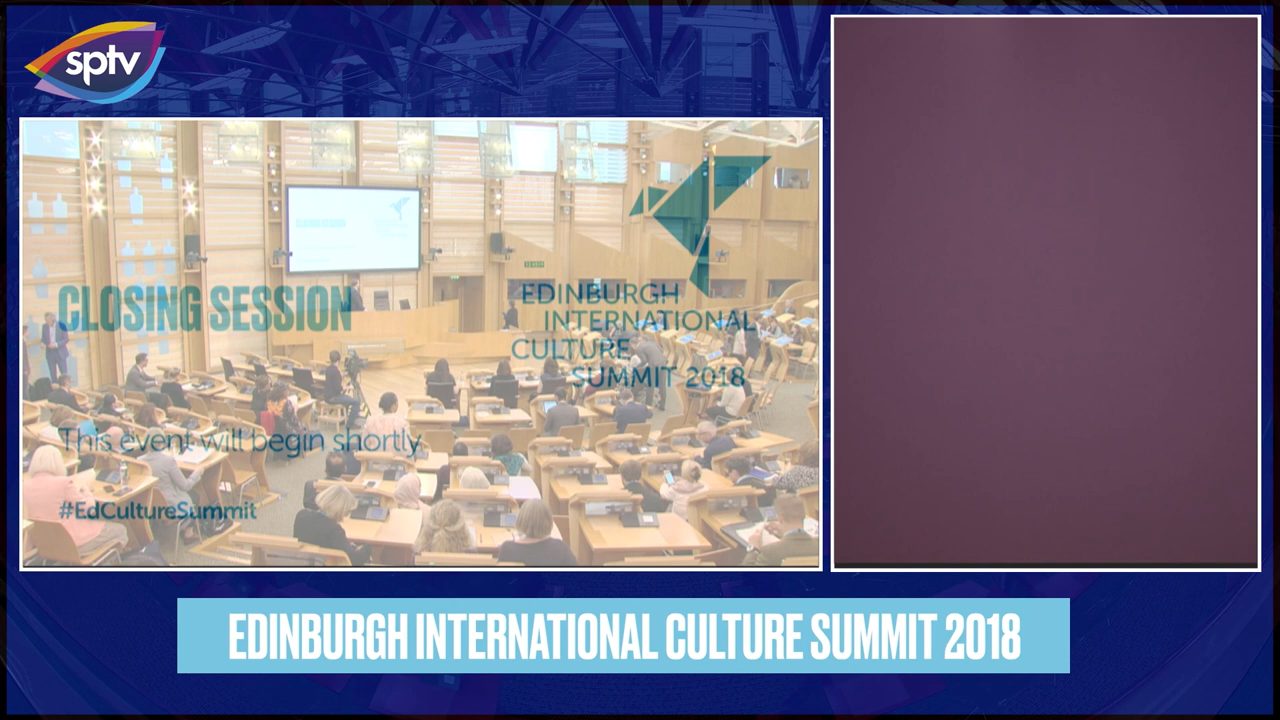 sptv
CLOSING SESSION
EDINBURGH
INTERNATIONAL
CULTURE
SUMMIT 2018
This event will begin shortly
#EdCultureSummit
EDINBURGH INTERNATIONAL CULTURE SUMMIT 2018